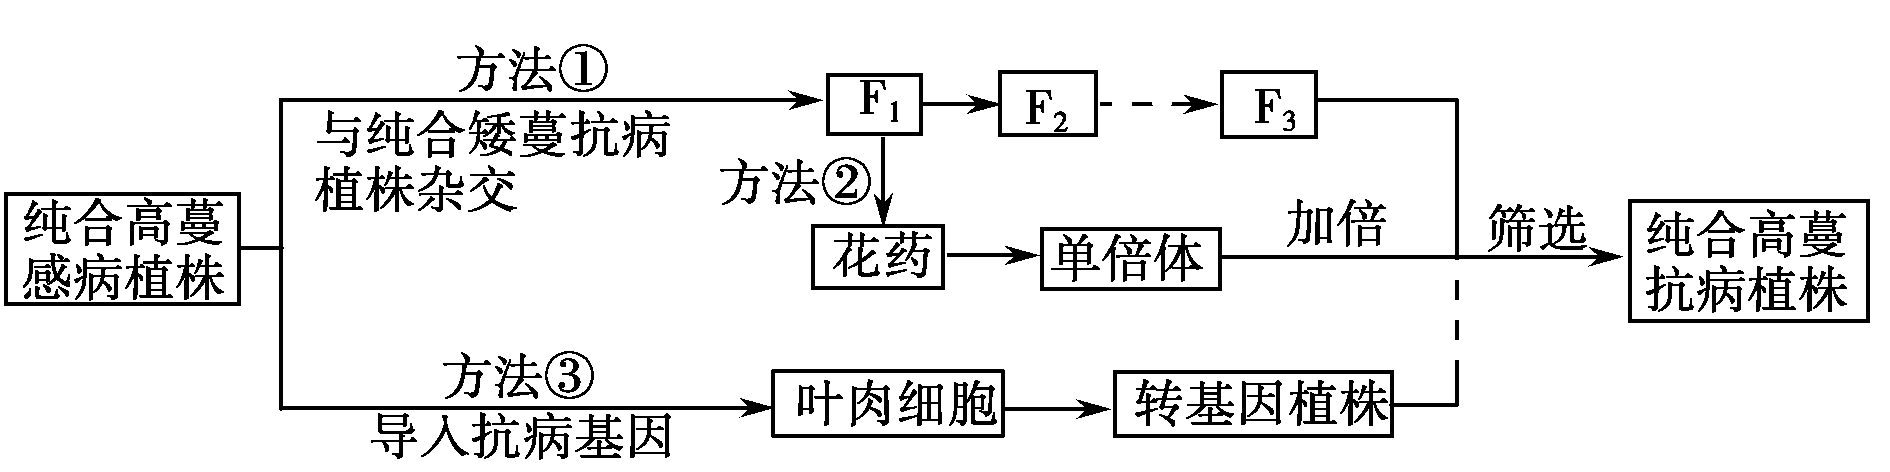 方法①
与纯合矮蔓抗病
植株杂交
F₁
F₂
F₃
方法②
纯合高蔓
感病植株
花药
单倍体
加倍
筛选
纯合高蔓
抗病植株
方法③
导入抗病基因
叶肉细胞
转基因植株